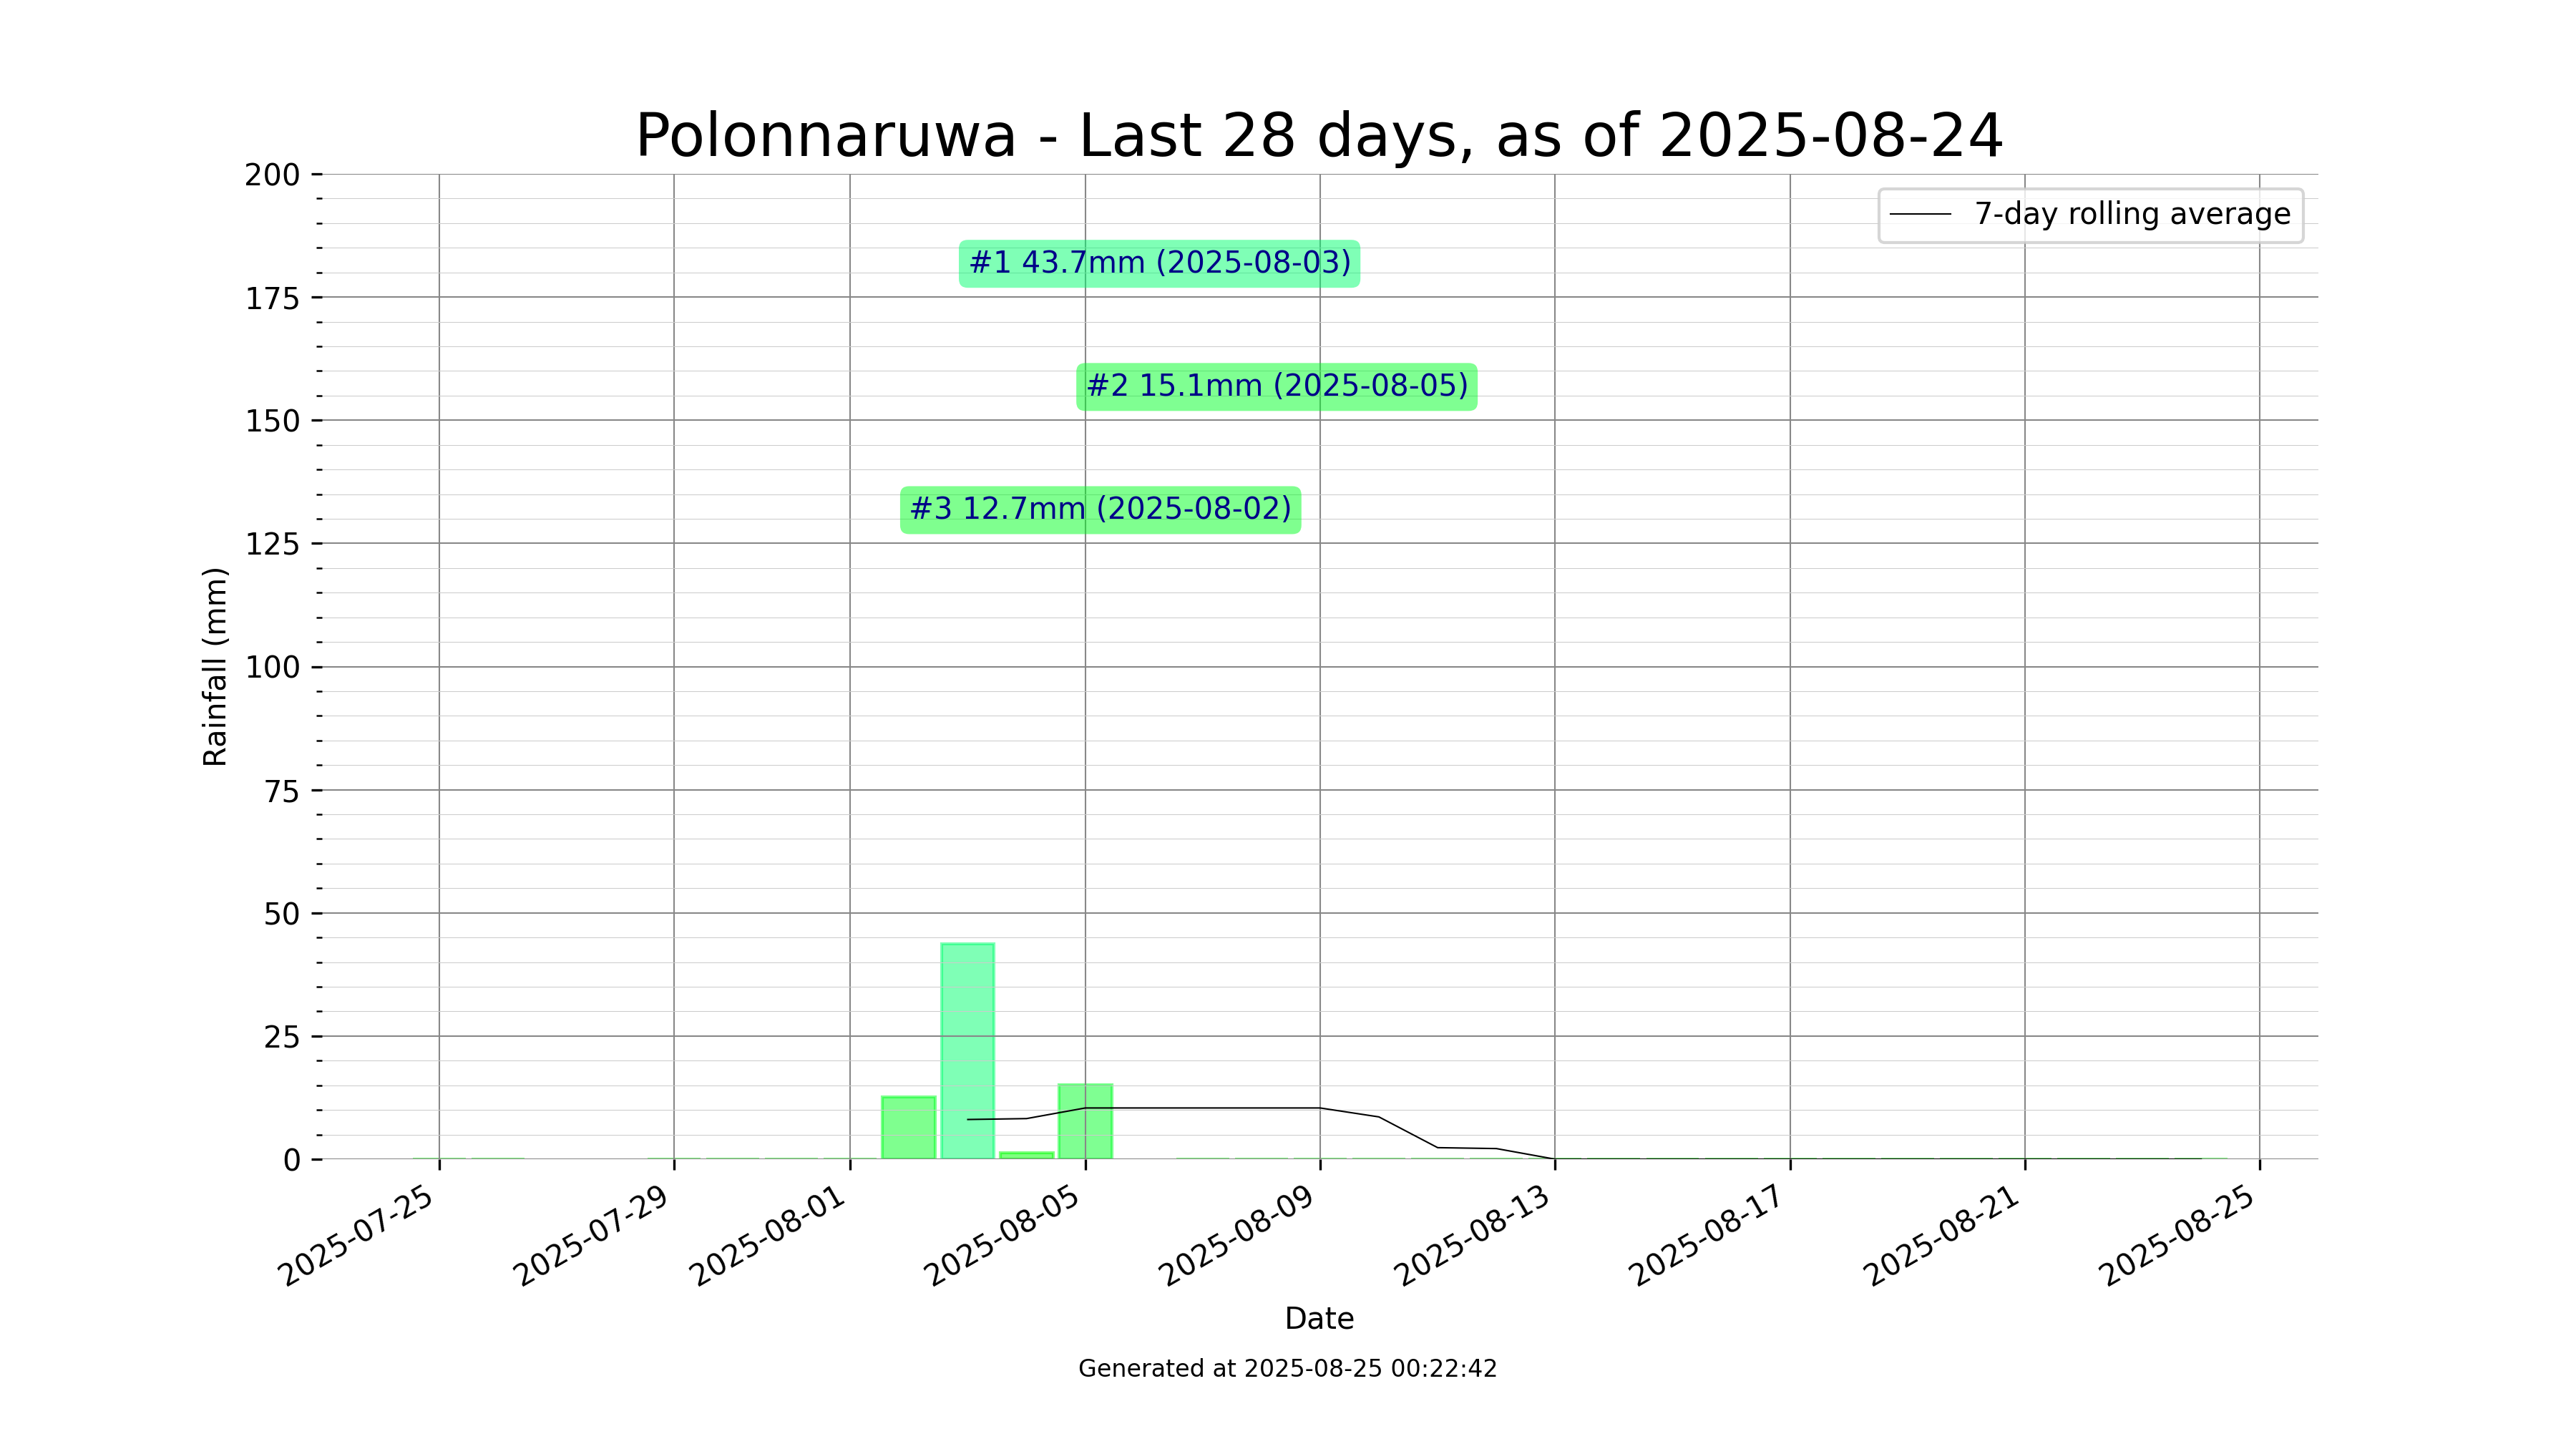 Polonnaruwa - Last 28 days, as of 2025-08-24
7-day rolling average
#1 43.7mm (2025-08-03)
#2 15.1mm (2025-08-05)
#3 12.7mm (2025-08-02)
Rainfall (mm)
200
175
150
125
100
75
50
25
0
2025-07-25
2025-07-29
2025-08-01
2025-08-05
2025-08-09
2025-08-13
2025-08-17
2025-08-21
2025-08-25
Date
Generated at 2025-08-25 00:22:42